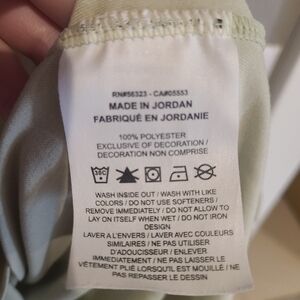 RN#56323 - CA#05553
MADE IN JORDAN
FABRIQUÉ EN JORDANIE
100% POLYESTER
EXCLUSIVE OF DECORATION /
DECORATION NON COMPRISE
WASH INSIDE OUT / WASH WITH LIKE
COLORS / DO NOT USE SOFTENERS /
REMOVE IMMEDIATELY / DO NOT ALLOW TO
LAY ON ITSELF WHEN WET / DO NOT IRON
DESIGN
LAVER A L'ENVERS / LAVER AVEC COULEURS
SIMILAIRES / NE PAS UTILISER
D'ADOUCISSEUR / ENLEVER
IMMEDIATEMENT / NE PAS LAISSER LE
VÊTEMENT PLIÉ LORSQU'IL EST MOUILLÉ / NE
PAS REPASSER LE DESSIN